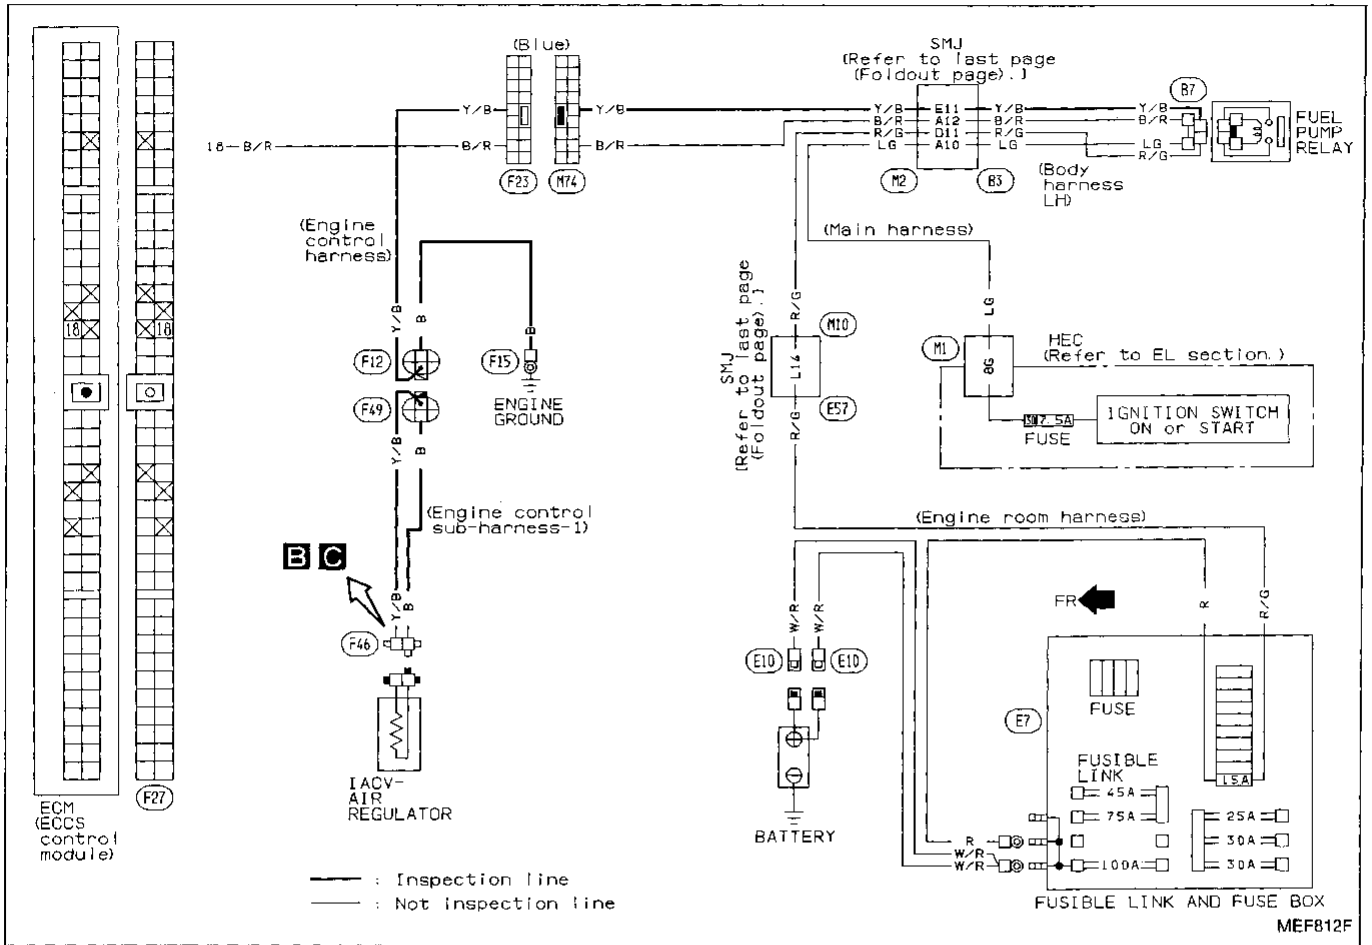 (Blue)
SMJ
(Refer to last page
(Foldout page).)
B7
Y/B
Y/B
Y/B
E11
Y/B
Y/B
B/R
A12
B/R
B/R
R/G
D11
R/G
LG
A10
LG
LG
R/G
FUEL
PUMP
RELAY
18
B/R
B/R
B/R
F23
M74
M2
B3
(Body
harness
LH)
(Engine
control
harness)
(Main harness)
Y/B
B
B
R/G
LG
SMJ
[Refer to last page
(Foldout page).]
M10
L14
E57
R/G
M1
8G
HEC
(Refer to EL section.)
7.5A
FUSE
IGNITION SWITCH
ON or START
18
18
F12
F15
F49
ENGINE
GROUND
Y/B
B
(Engine control
sub-harness-1)
(Engine room harness)
B C
Y/B
B
F46
W/R
W/R
FR
R
R/G
E10
E10
E7
FUSE
IACV-
AIR
REGULATOR
BATTERY
FUSIBLE
LINK
15A
45A
75A
100A
25A
30A
30A
R
W/R
W/R
ECM
(ECCS
control
module)
F27
: Inspection line
: Not inspection line
FUSIBLE LINK AND FUSE BOX
MEF812F